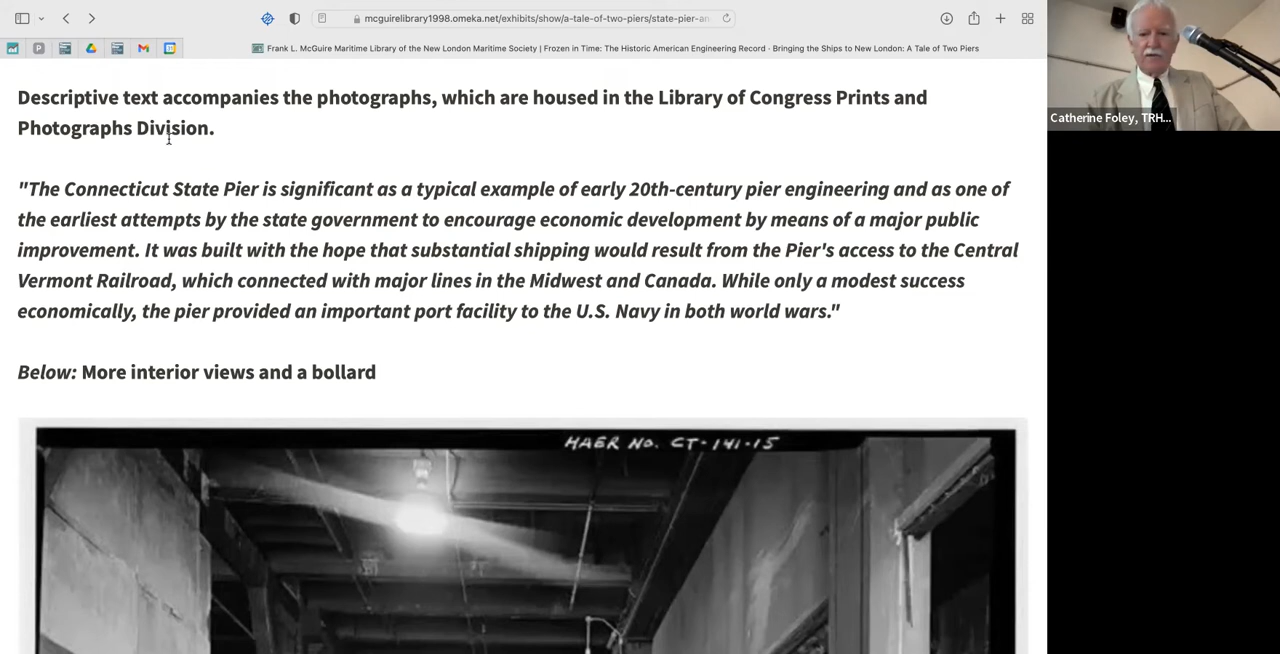 mcguirelibrary1998.omeka.net/exhibits/show/a-tale-of-two-piers/state-pier-an
Frank L. McGuire Maritime Library of the New London Maritime Society | Frozen in Time: The Historic American Engineering Record · Bringing the Ships to New London: A Tale of Two Piers
Descriptive text accompanies the photographs, which are housed in the Library of Congress Prints and
Photographs Division.
"The Connecticut State Pier is significant as a typical example of early 20th-century pier engineering and as one of
the earliest attempts by the state government to encourage economic development by means of a major public
improvement. It was built with the hope that substantial shipping would result from the Pier's access to the Central
Vermont Railroad, which connected with major lines in the Midwest and Canada. While only a modest success
economically, the pier provided an important port facility to the U.S. Navy in both world wars."
Below: More interior views and a bollard
HAER NO. CT-141-15
Catherine Foley, TRH...